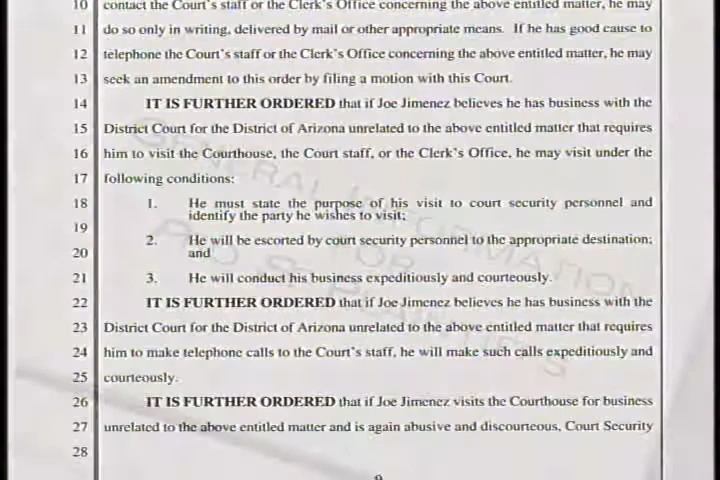 10 contact the Court's staff or the Clerk's Office concerning the above entitled matter, he may
11 do so only in writing, delivered by mail or other appropriate means. If he has good cause to
12 telephone the Court's staff or the Clerk's Office concerning the above entitled matter, he may
13 seek an amendment to this order by filing a motion with this Court.
14 IT IS FURTHER ORDERED that if Joe Jimenez believes he has business with the
15 District Court for the District of Arizona unrelated to the above entitled matter that requires
16 him to visit the Courthouse, the Court staff, or the Clerk's Office, he may visit under the
17 following conditions:
18 1. He must state the purpose of his visit to court security personnel and
identify the party he wishes to visit;
19
2. He will be escorted by court security personnel to the appropriate destination;
20 and
21 3. He will conduct his business expeditiously and courteously.
22 IT IS FURTHER ORDERED that if Joe Jimenez believes he has business with the
23 District Court for the District of Arizona unrelated to the above entitled matter that requires
24 him to make telephone calls to the Court's staff, he will make such calls expeditiously and
25 courteously.
26 IT IS FURTHER ORDERED that if Joe Jimenez visits the Courthouse for business
27 unrelated to the above entitled matter and is again abusive and discourteous, Court Security
28
GENERAL INFORMATION
FOR
PRO SE PLAINTIFFS